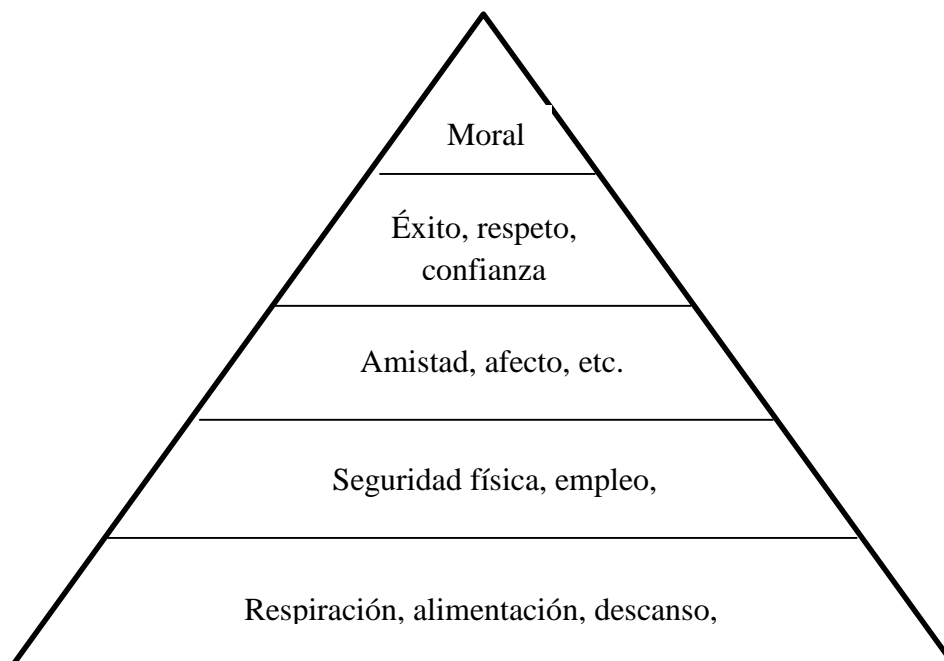 Moral
Éxito, respeto,
confianza
Amistad, afecto, etc.
Seguridad física, empleo,
Respiración, alimentación, descanso,